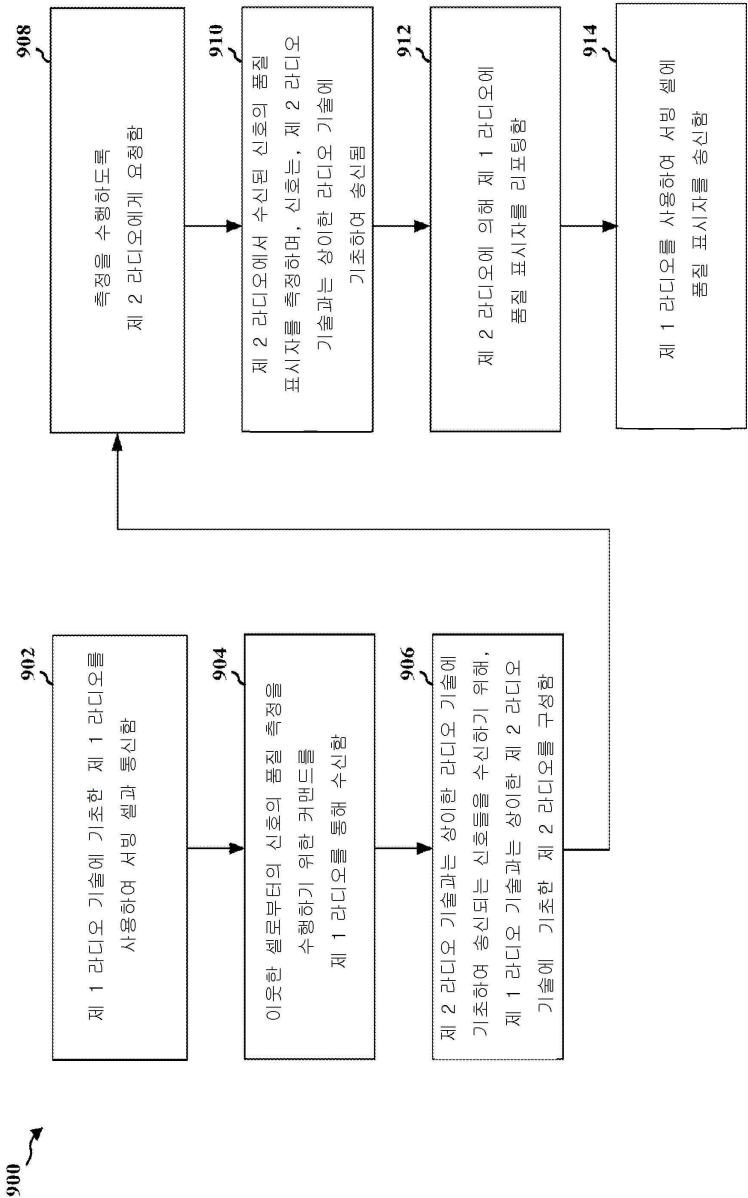 900
902
제 1 라디오 기술에 기초한 제 1 라디오를
사용하여 서빙 셀과 통신함
904
이웃한 셀로부터의 신호의 품질 측정을
수행하기 위한 커맨드를
제 1 라디오를 통해 수신함
906
제 2 라디오 기술과는 상이한 라디오 기술에
기초하여 송신되는 신호들을 수신하기 위해,
제 1 라디오 기술과는 상이한 제 2 라디오
기술에 기초한 제 2 라디오를 구성함
908
측정을 수행하도록
제 2 라디오에게 요청함
910
제 2 라디오에서 수신된 신호의 품질
표시자를 측정하며, 신호는, 제 2 라디오
기술과는 상이한 라디오 기술에
기초하여 송신됨
912
제 2 라디오에 의해 제 1 라디오에
품질 표시자를 리포팅함
914
제 1 라디오를 사용하여 서빙 셀에
품질 표시자를 송신함